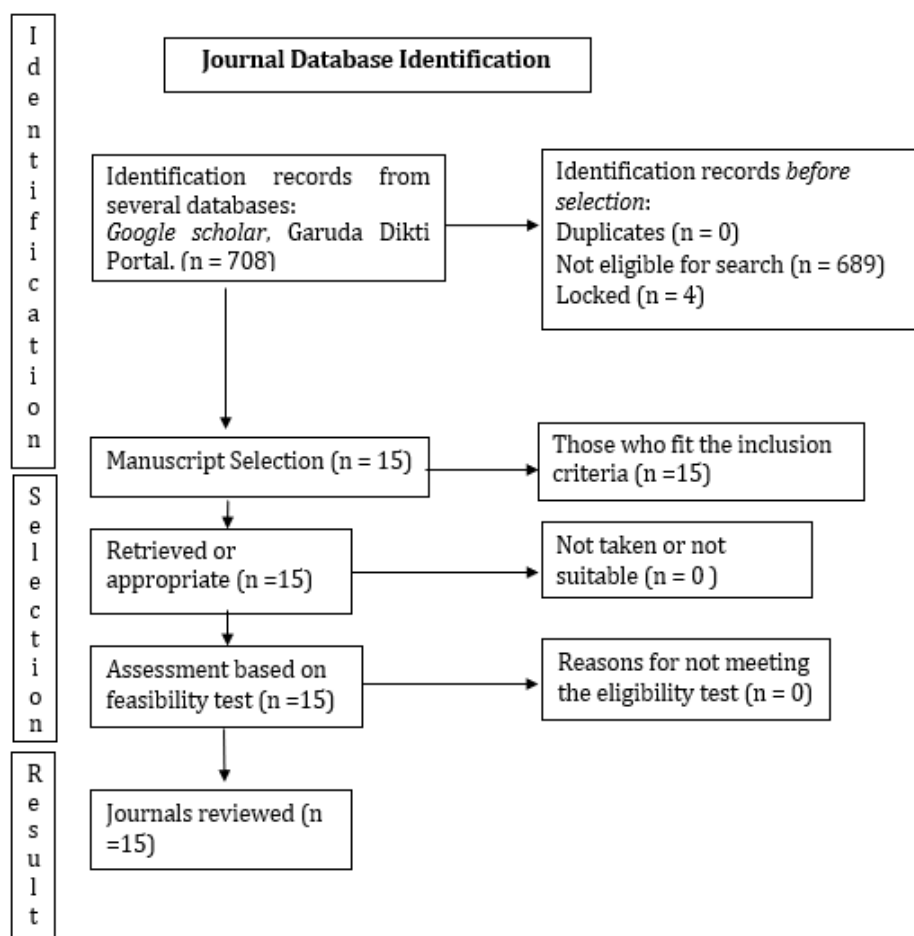 Identification
Journal Database Identification
Identification records from
several databases:
Google scholar, Garuda Dikti
Portal. (n = 708)
Identification records before
selection:
Duplicates (n = 0)
Not eligible for search (n = 689)
Locked (n = 4)
Manuscript Selection (n = 15)
Those who fit the inclusion
criteria (n =15)
Selection
Retrieved or
appropriate (n =15)
Not taken or not
suitable (n = 0 )
Assessment based on
feasibility test (n =15)
Reasons for not meeting
the eligibility test (n = 0)
Result
Journals reviewed (n
=15)